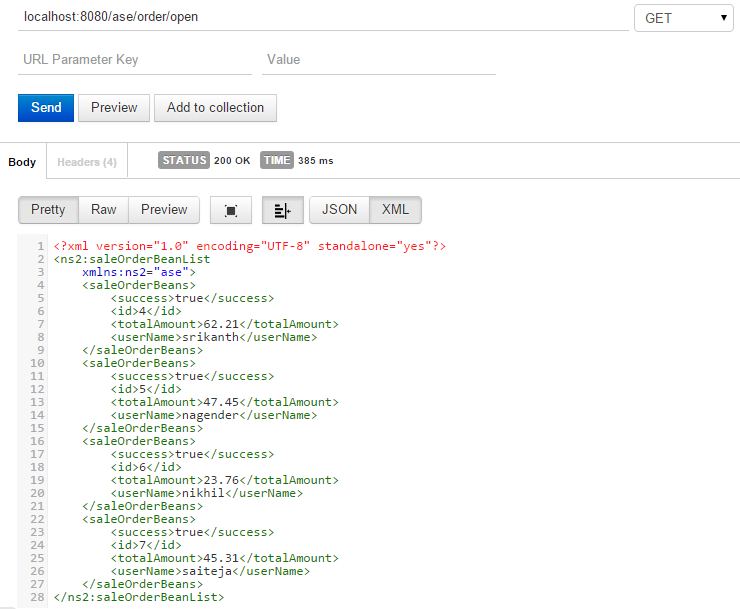 localhost:8080/ase/order/open GET
URL Parameter Key Value
Send Preview Add to collection
Body Headers (4) STATUS 200 OK TIME 385 ms
Pretty Raw Preview JSON XML
1 <?xml version="1.0" encoding="UTF-8" standalone="yes"?>
2 <ns2:saleOrderBeanList
3 xmlns:ns2="ase">
4 <saleOrderBeans>
5 <success>true</success>
6 <id>4</id>
7 <totalAmount>62.21</totalAmount>
8 <userName>srikanth</userName>
9 </saleOrderBeans>
10 <saleOrderBeans>
11 <success>true</success>
12 <id>5</id>
13 <totalAmount>47.45</totalAmount>
14 <userName>nagender</userName>
15 </saleOrderBeans>
16 <saleOrderBeans>
17 <success>true</success>
18 <id>6</id>
19 <totalAmount>23.76</totalAmount>
20 <userName>nikhil</userName>
21 </saleOrderBeans>
22 <saleOrderBeans>
23 <success>true</success>
24 <id>7</id>
25 <totalAmount>45.31</totalAmount>
26 <userName>saiteja</userName>
27 </saleOrderBeans>
28 </ns2:saleOrderBeanList>